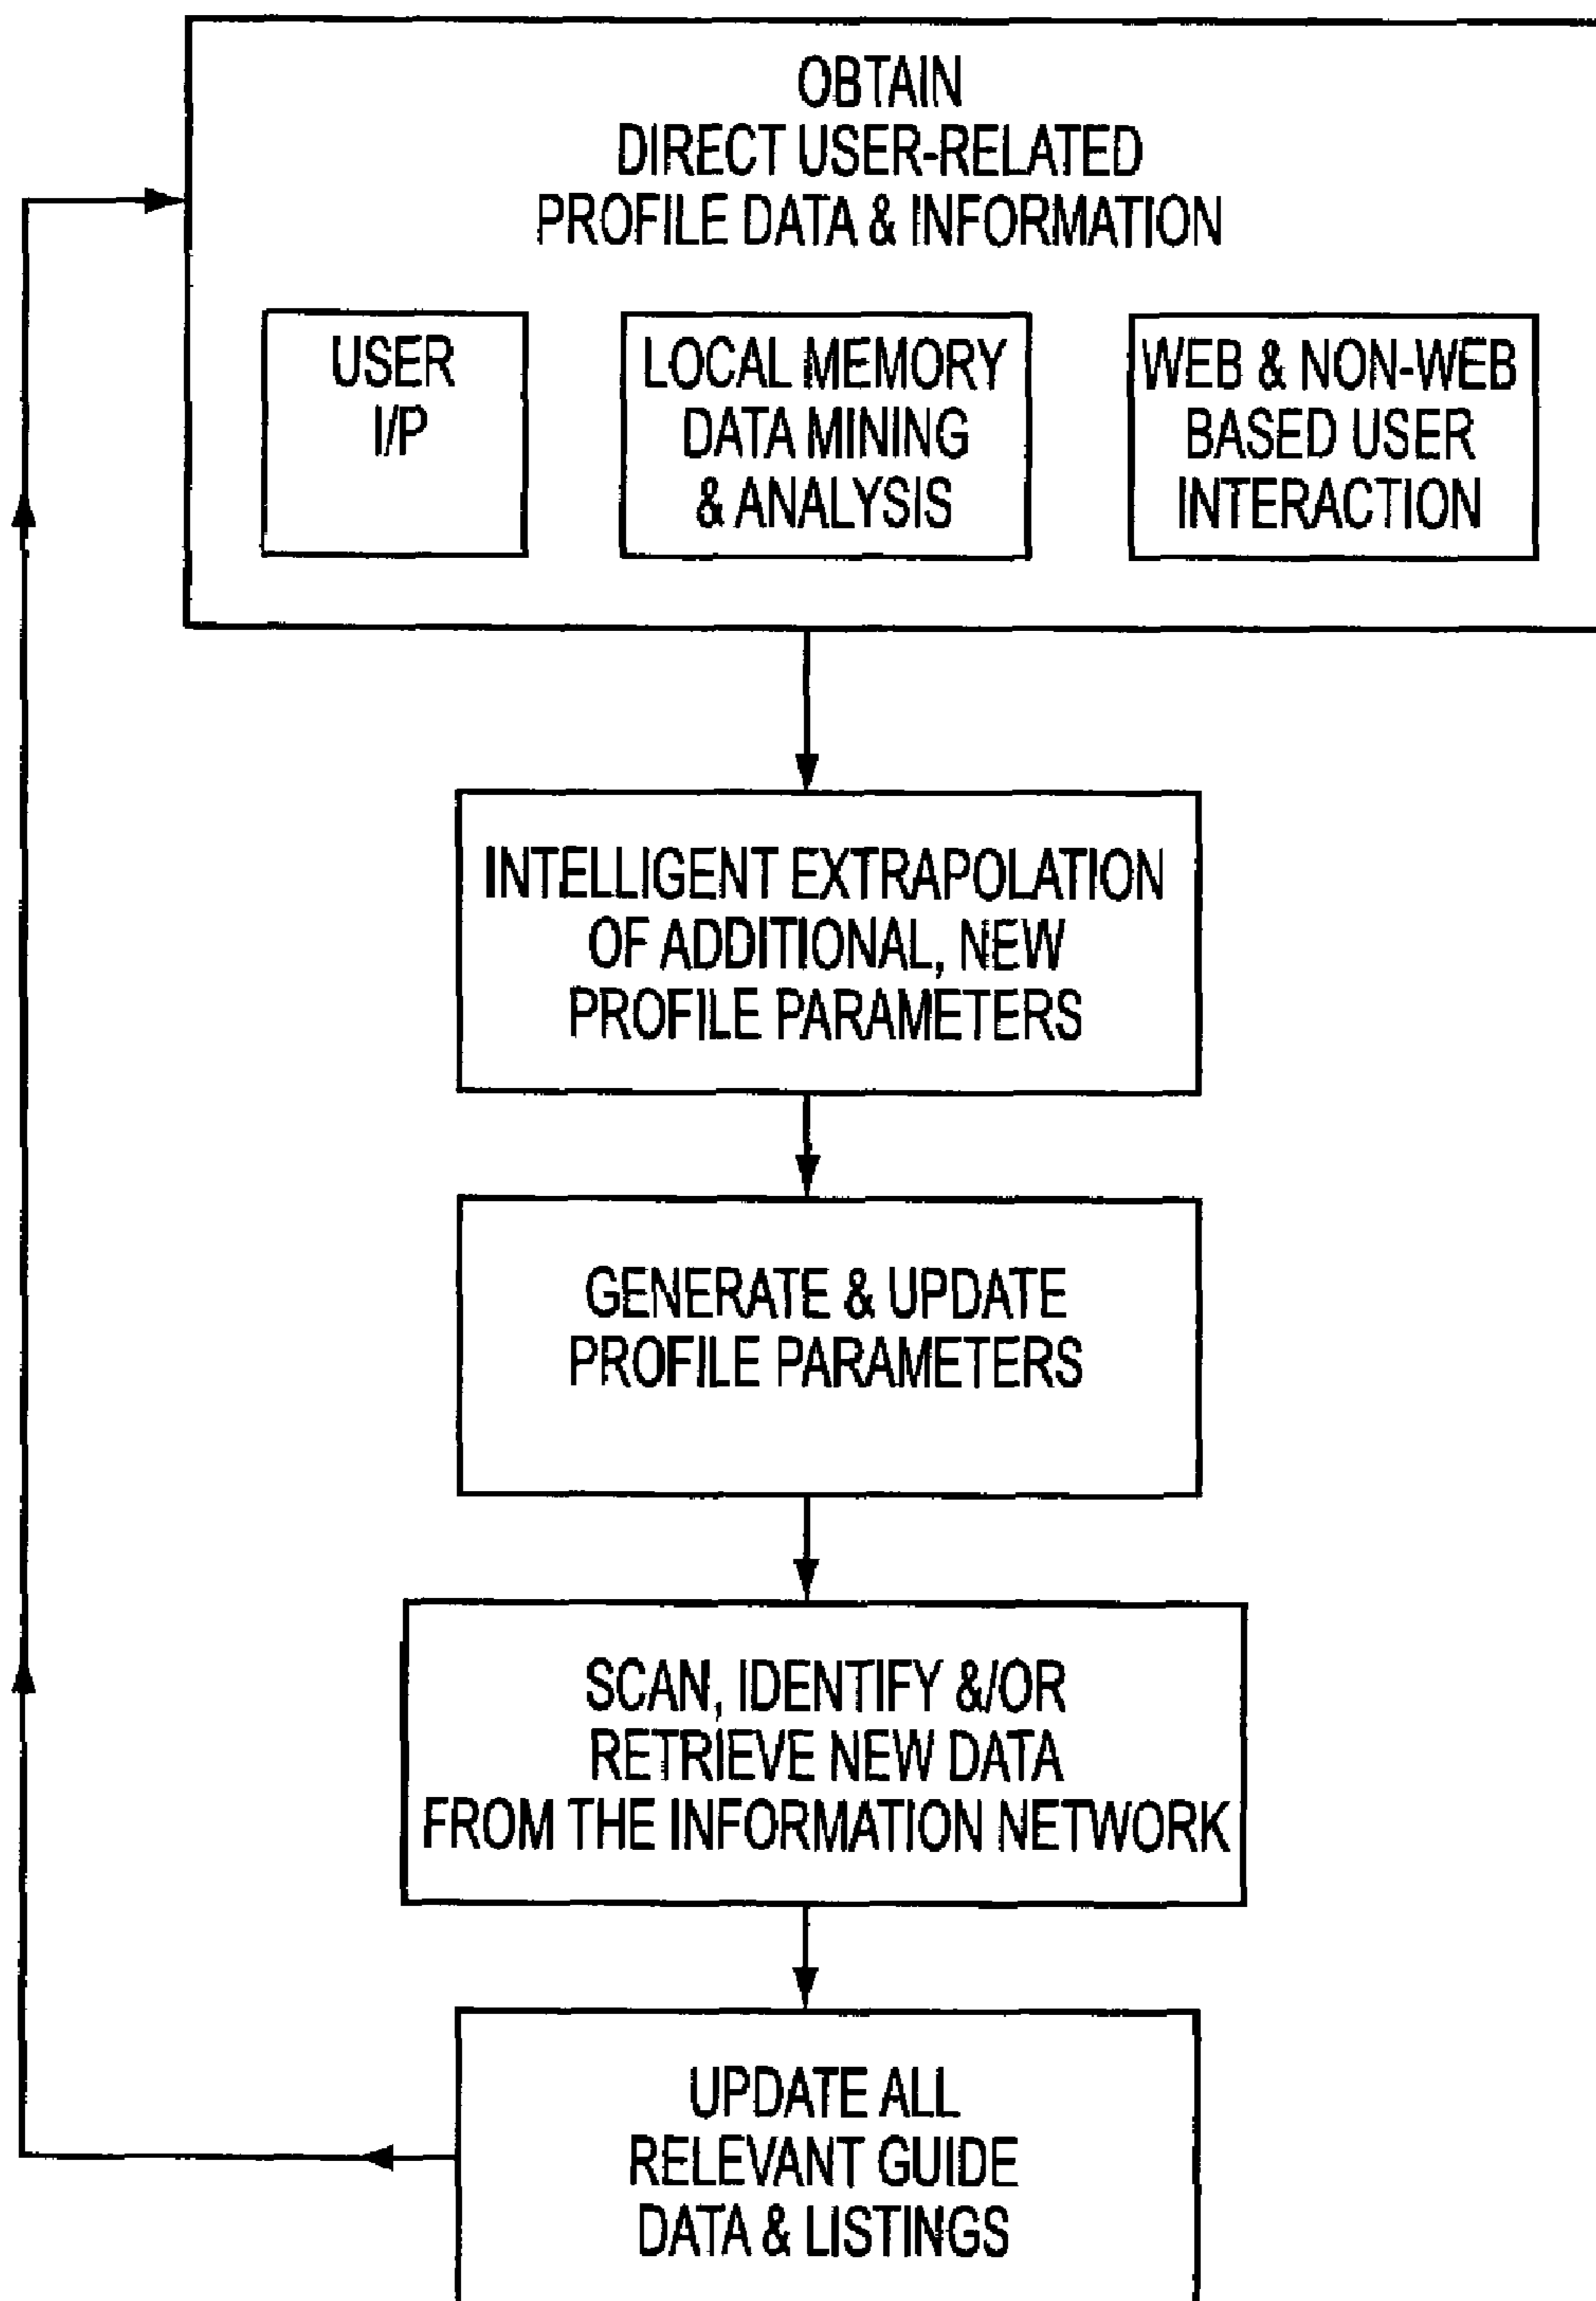 OBTAIN
DIRECT USER-RELATED
PROFILE DATA & INFORMATION
USER
I/P
LOCAL MEMORY
DATA MINING
& ANALYSIS
WEB & NON-WEB
BASED USER
INTERACTION
INTELLIGENT EXTRAPOLATION
OF ADDITIONAL, NEW
PROFILE PARAMETERS
GENERATE & UPDATE
PROFILE PARAMETERS
SCAN, IDENTIFY &/OR
RETRIEVE NEW DATA
FROM THE INFORMATION NETWORK
UPDATE ALL
RELEVANT GUIDE
DATA & LISTINGS